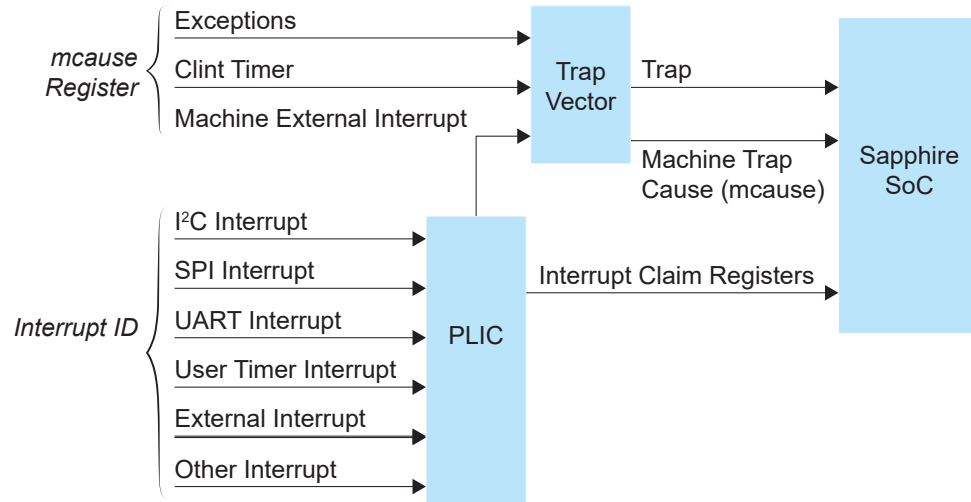 mcause
Register
Exceptions
Clint Timer
Machine External Interrupt
Trap
Vector
Trap
Machine Trap
Cause (mcause)
Sapphire
SoC
Interrupt ID
I²C Interrupt
SPI Interrupt
UART Interrupt
User Timer Interrupt
External Interrupt
Other Interrupt
PLIC
Interrupt Claim Registers